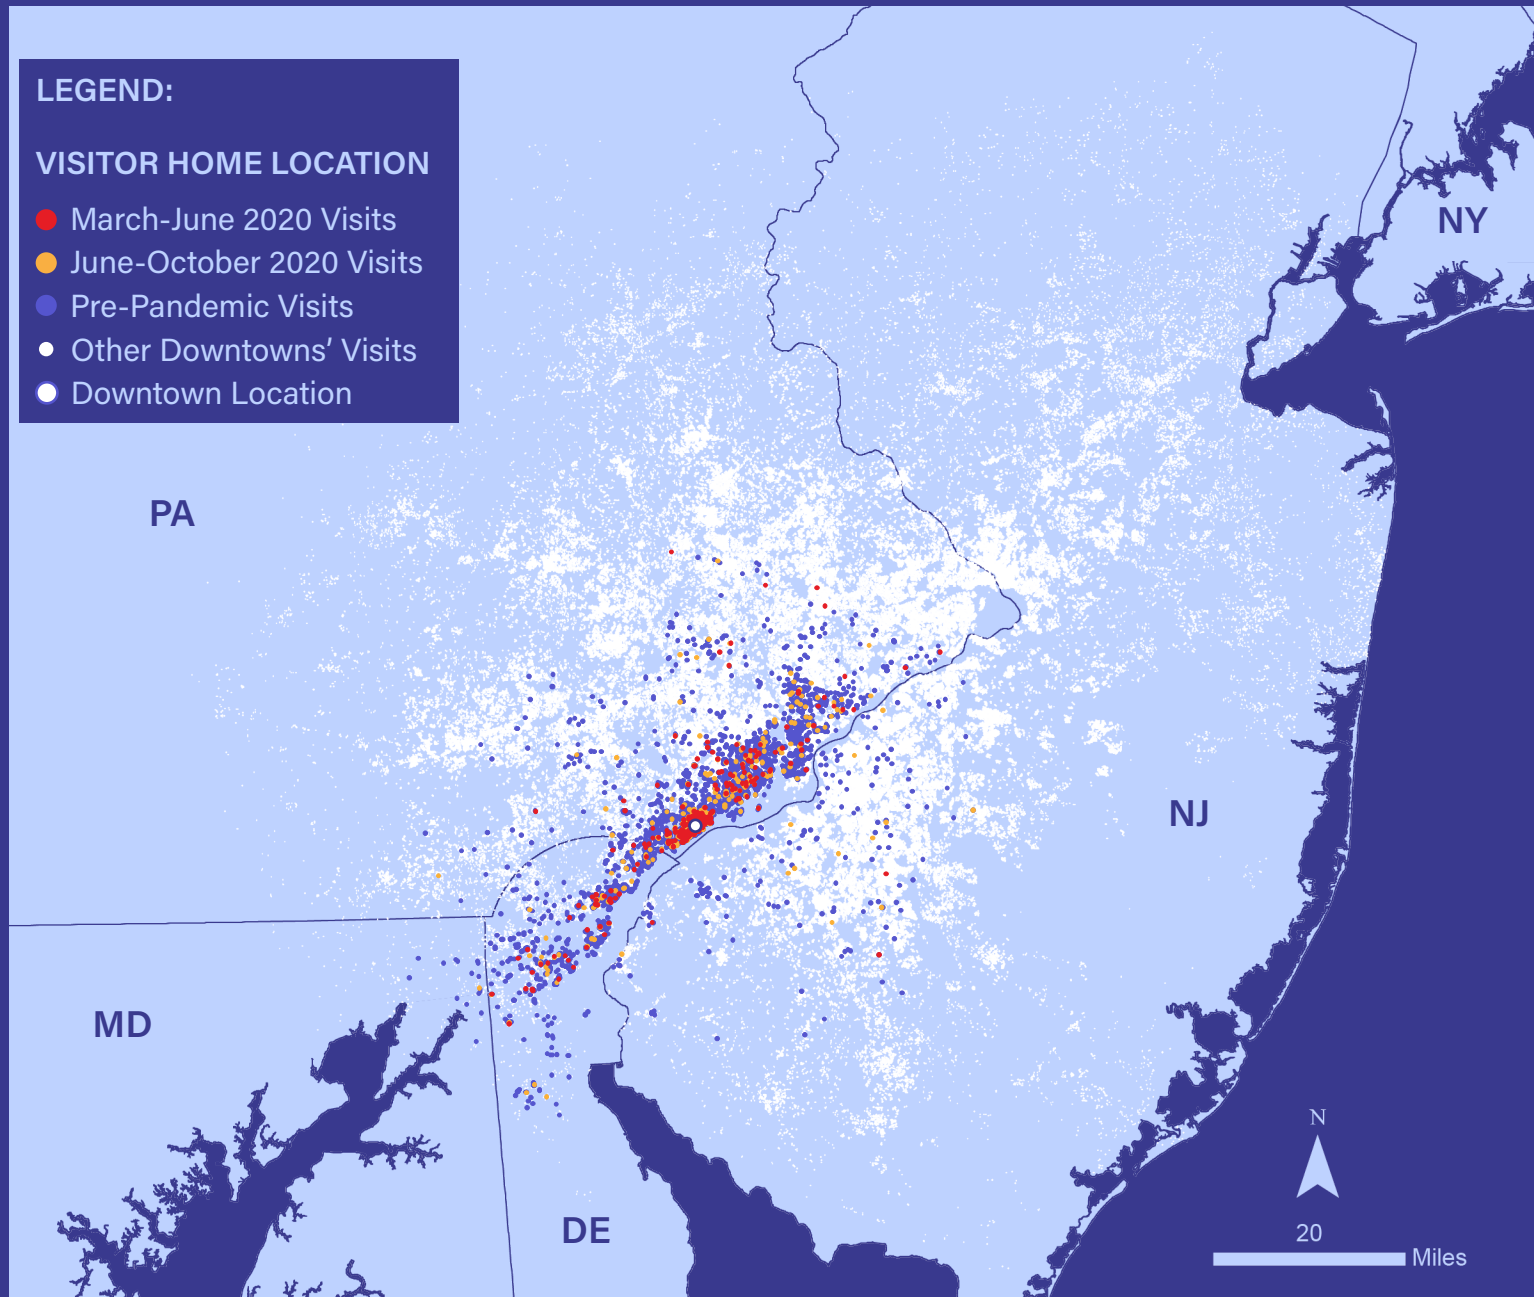 LEGEND:
VISITOR HOME LOCATION
March-June 2020 Visits
June-October 2020 Visits
Pre-Pandemic Visits
Other Downtowns’ Visits
Downtown Location
NY
PA
NJ
MD
DE
N
20
Miles